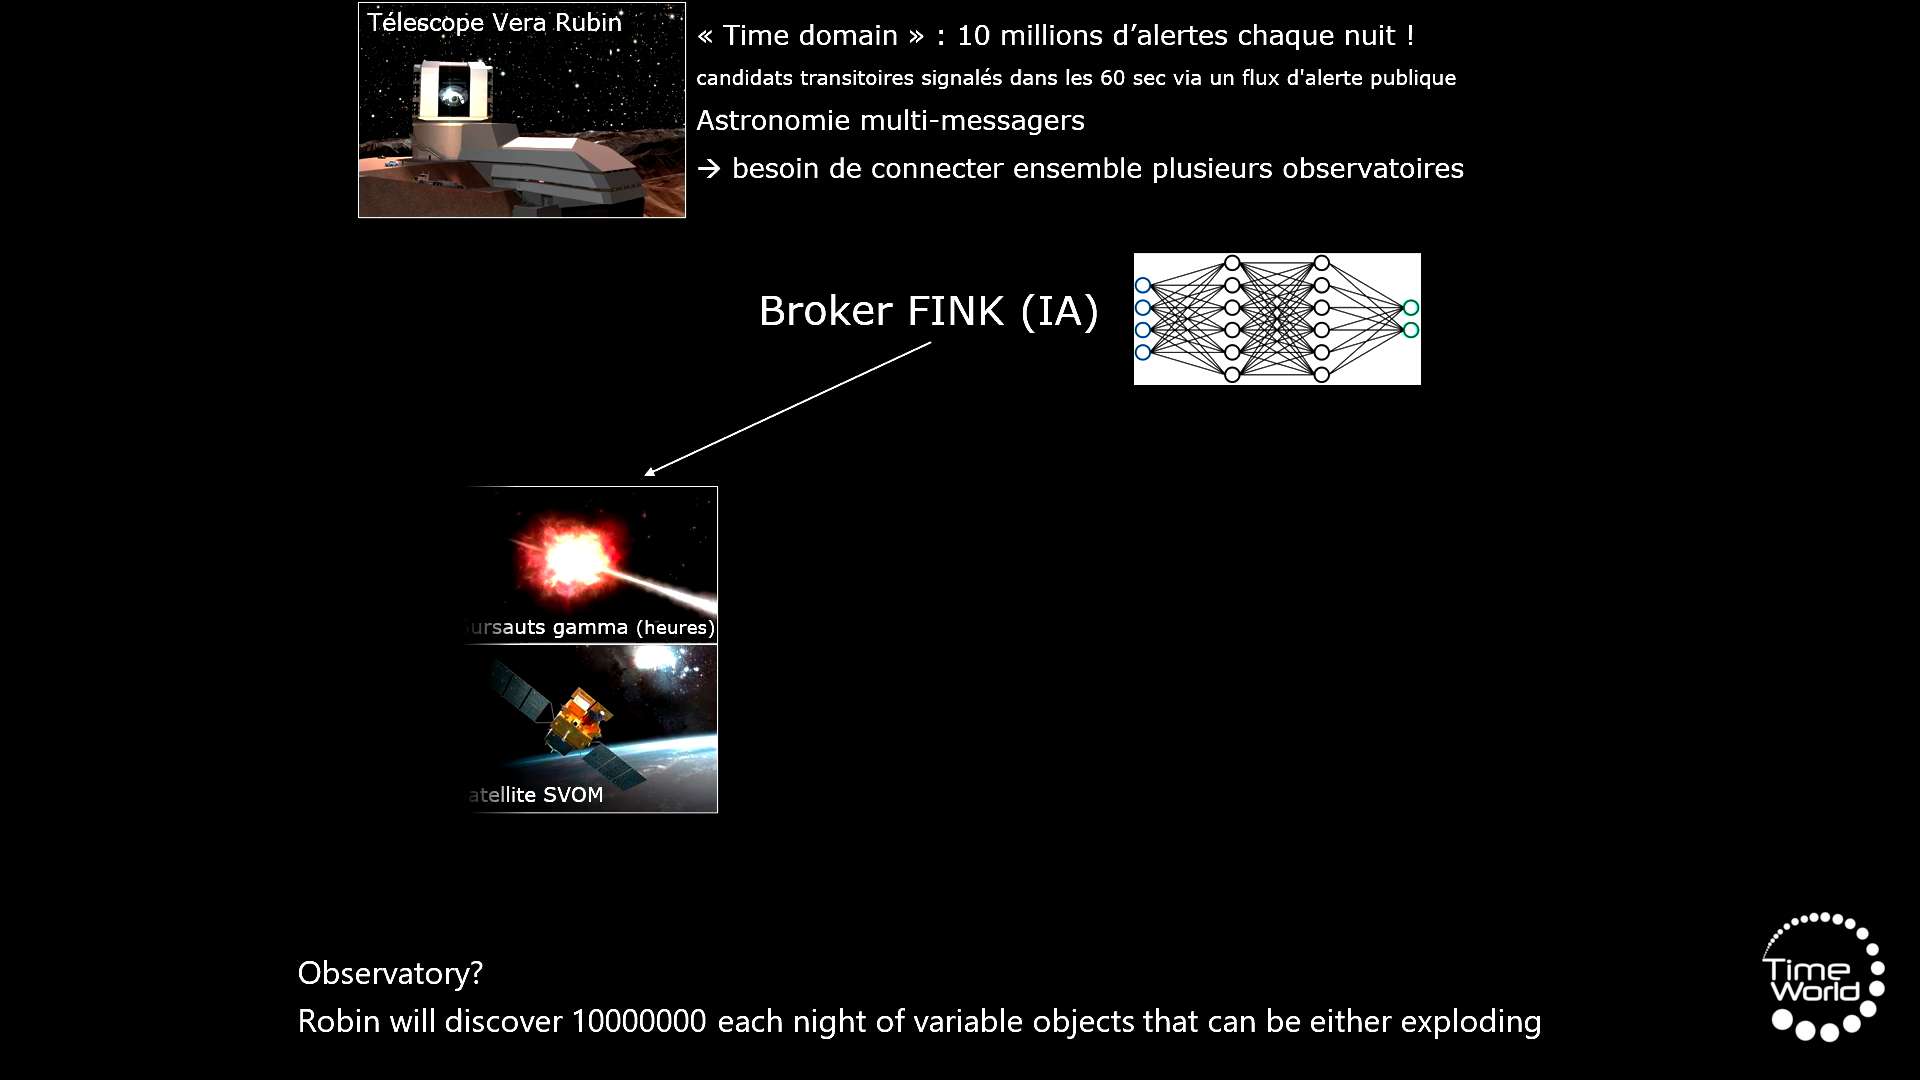 Télescope Vera Rubin
« Time domain » : 10 millions d’alertes chaque nuit !
candidats transitoires signalés dans les 60 sec via un flux d'alerte publique
Astronomie multi-messagers
→ besoin de connecter ensemble plusieurs observatoires
Broker FINK (IA)
ursauts gamma (heures)
atellite SVOM
Observatory?
Robin will discover 10000000 each night of variable objects that can be either exploding
Time
World